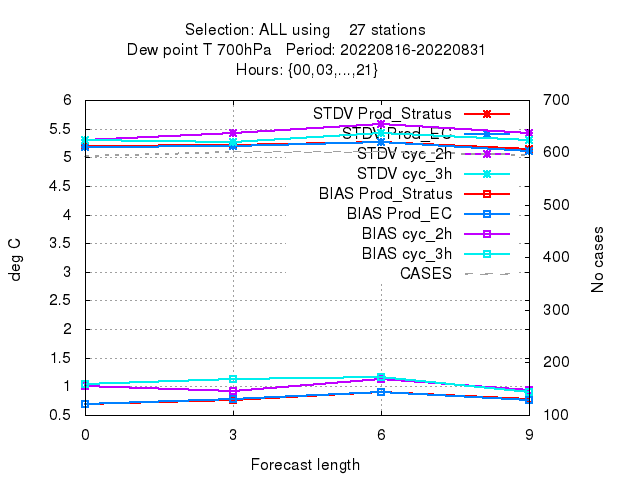 Selection: ALL using 27 stations
Dew point T 700hPa Period: 20220816-20220831
Hours: {00,03,...,21}
6
5.5
5
4.5
4
3.5
3
2.5
2
1.5
1
0.5
deg C
700
600
500
400
300
200
100
No cases
STDV Prod_Stratus
STDV Prod_EC
STDV cyc_2h
STDV cyc_3h
BIAS Prod_Stratus
BIAS Prod_EC
BIAS cyc_2h
BIAS cyc_3h
CASES
0 3 6 9
Forecast length